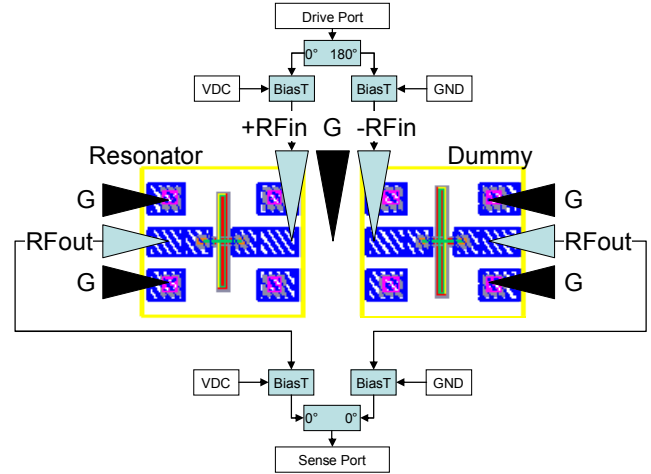 Drive Port
0° 180°
VDC BiasT BiasT GND
+RFin G -RFin
Resonator Dummy
G G
RFout RFout
G G
VDC BiasT BiasT GND
0° 0°
Sense Port